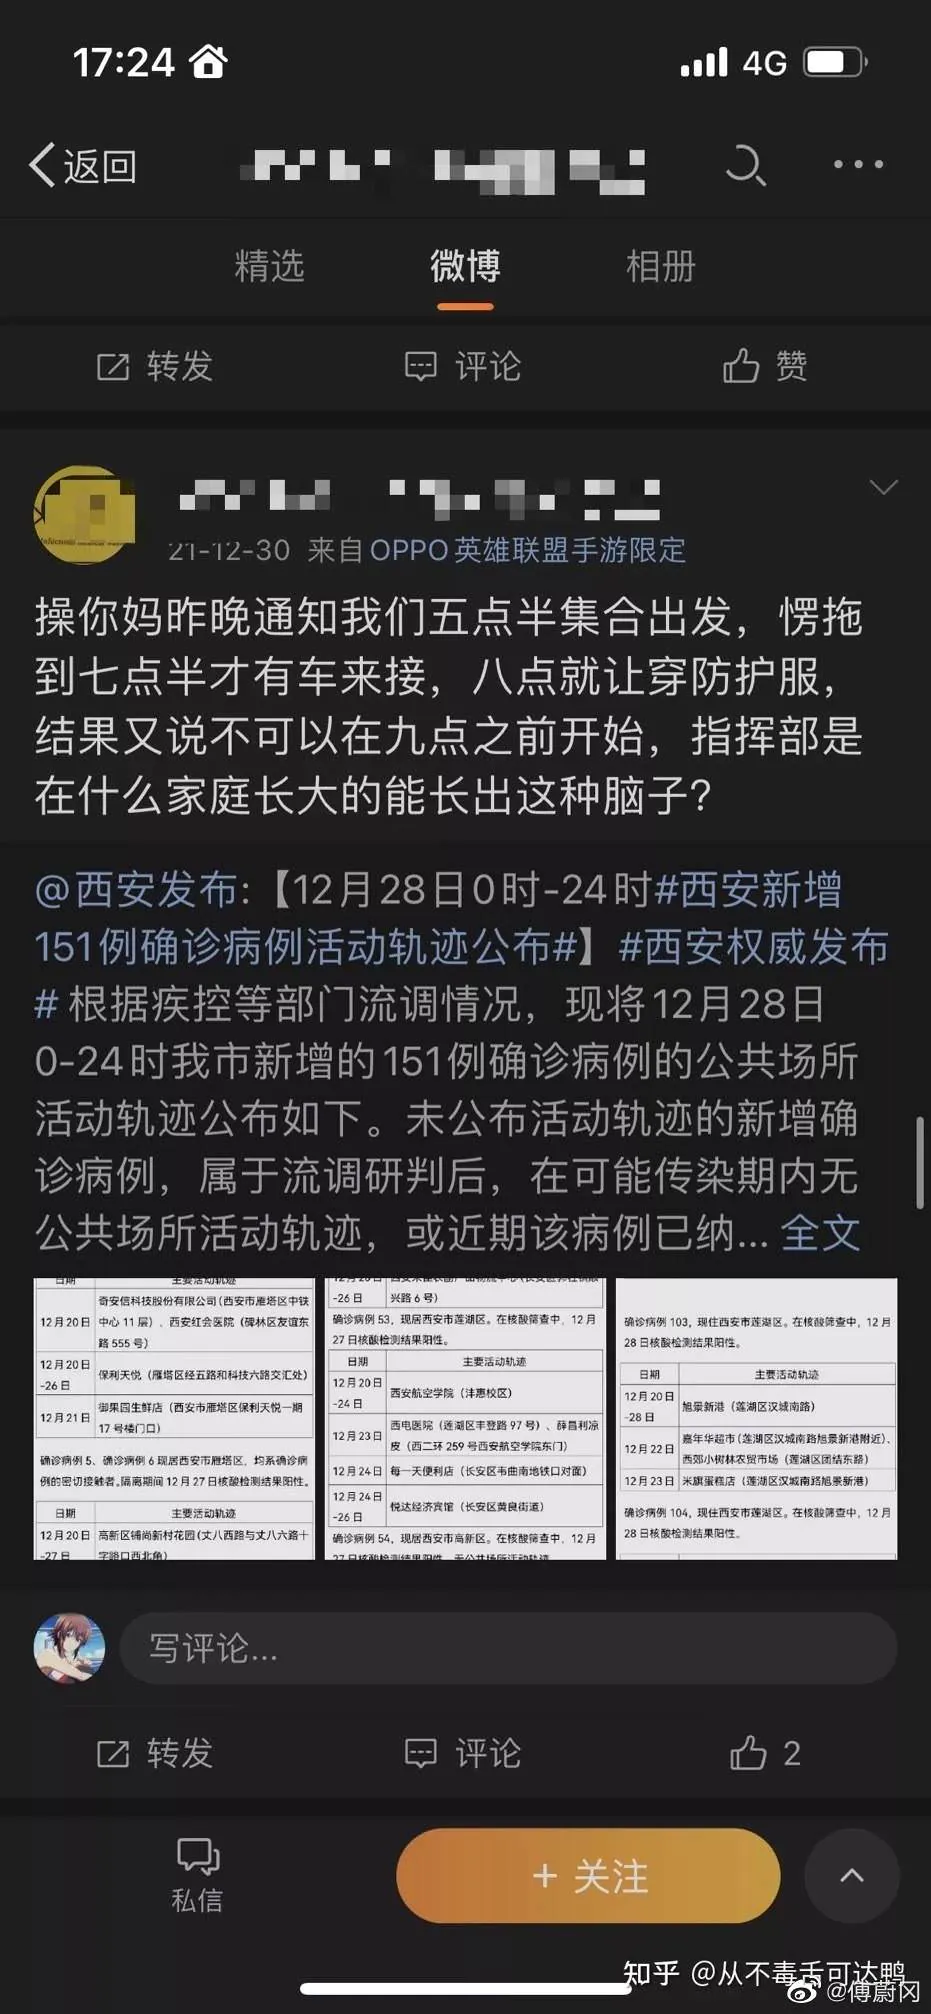 17:24
4G
返回
精选 微博 相册
转发 评论 赞
21-12-30 来自 OPPO英雄联盟手游限定
操你妈昨晚通知我们五点半集合出发，愣拖
到七点半才有车来接，八点就让穿防护服，
结果又说不可以在九点之前开始，指挥部是
在什么家庭长大的能长出这种脑子？
@西安发布:【12月28日0时-24时#西安新增
151例确诊病例活动轨迹公布#】#西安权威发布
# 根据疾控等部门流调情况，现将12月28日
0-24时我市新增的151例确诊病例的公共场所
活动轨迹公布如下。未公布活动轨迹的新增确
诊病例，属于流调研判后，在可能传染期内无
公共场所活动轨迹，或近期该病例已纳... 全文
日期 主要活动轨迹
12月20日 奇安信科技股份有限公司（西安市雁塔区中铁
中心 11 层）、西安红会医院（碑林区友谊东
路 555 号）
12月20日
-26日
保利天悦（雁塔区经五路和科技六路交汇处）
12月21日 御果园生鲜店（西安市雁塔区保利天悦一期
17 号楼门口）
确诊病例 5、确诊病例 6 现居西安市雁塔区，均系确诊病
例的密切接触者。隔离期间 12 月 27 日核酸检测结果阳性。
日期 主要活动轨迹
12月20日
-27日
高新区铺尚新村花园（丈八西路与丈八六路十
字路口西北角）
-26日 兴路 6 号）
确诊病例 53，现居西安市莲湖区。在核酸筛查中，12 月
27 日核酸检测结果阳性。
日期 主要活动轨迹
12月20日
-24日
西安航空学院（沣惠校区）
12月23日 西电医院（莲湖区丰登路 97 号）、薛昌利凉
皮（西二环 259 号西安航空学院东门）
12月24日 每一天便利店（长安区韦曲南地铁口对面）
12月24日
-26日
悦达经济宾馆（长安区黄良街道）
确诊病例 54，现居西安市高新区。在核酸筛查中，12 月
27 日核酸检测结果阳性。无公共场所活动轨迹
确诊病例 103，现住西安市莲湖区。在核酸筛查中，12 月
28 日核酸检测结果阳性。
日期 主要活动轨迹
12月20日
-28日
旭景新港（莲湖区汉城南路）
12月22日 嘉年华超市（莲湖区汉城南路旭景新港附近）、
西郊小树林农贸市场（莲湖区团结东路）
12月23日 米旗蛋糕店（莲湖区汉城南路旭景新港）
确诊病例 104，现住西安市莲湖区。在核酸筛查中，12 月
28 日核酸检测结果阳性。
写评论...
转发 评论 2
私信
+ 关注
知乎 @从不毒舌可达鸭
@傅蔚冈